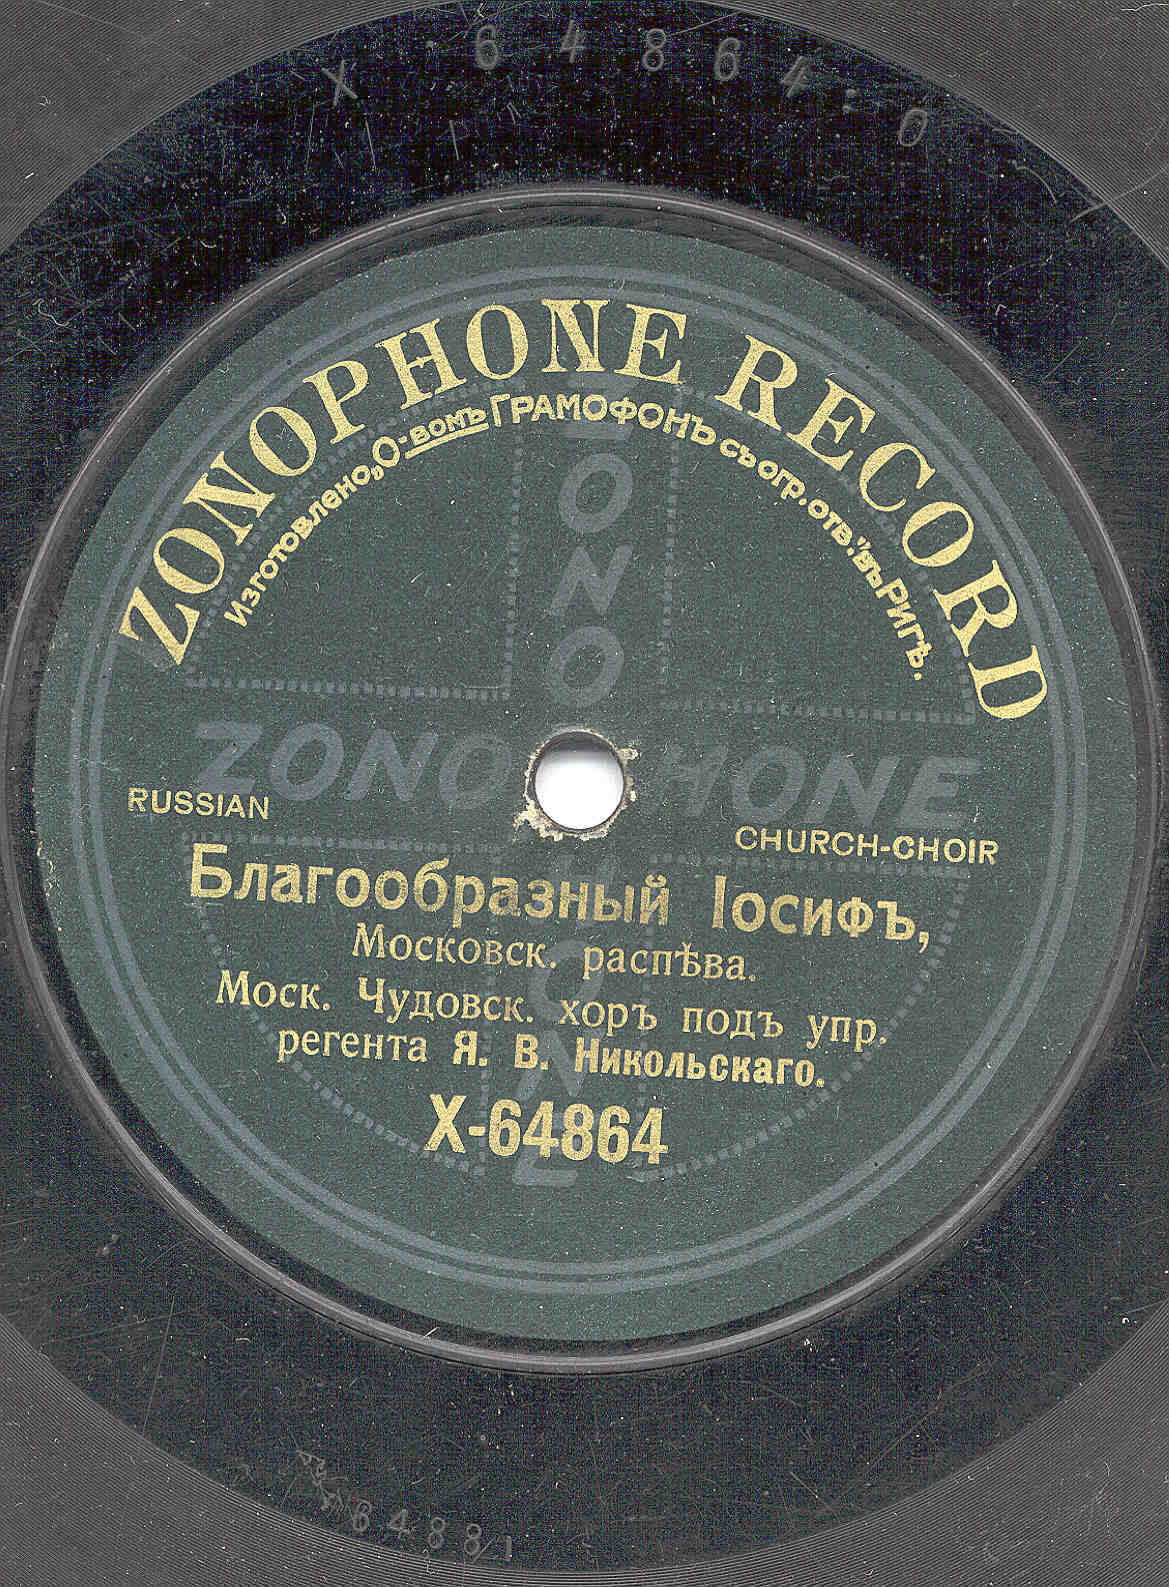 X 64864 0
ZONOPHONE RECORD
Изготовлено „О-вомъ ГРАМОФОНЪ съ огр. отв." въ Ригѣ.
ZONOPHONE
ZONOPHONE
RUSSIAN CHURCH-CHOIR
Благообразный Іосифъ,
Московск. распѣва.
Моск. Чудовск. хоръ подъ упр.
регента Я. В. Никольскаго.
X-64864